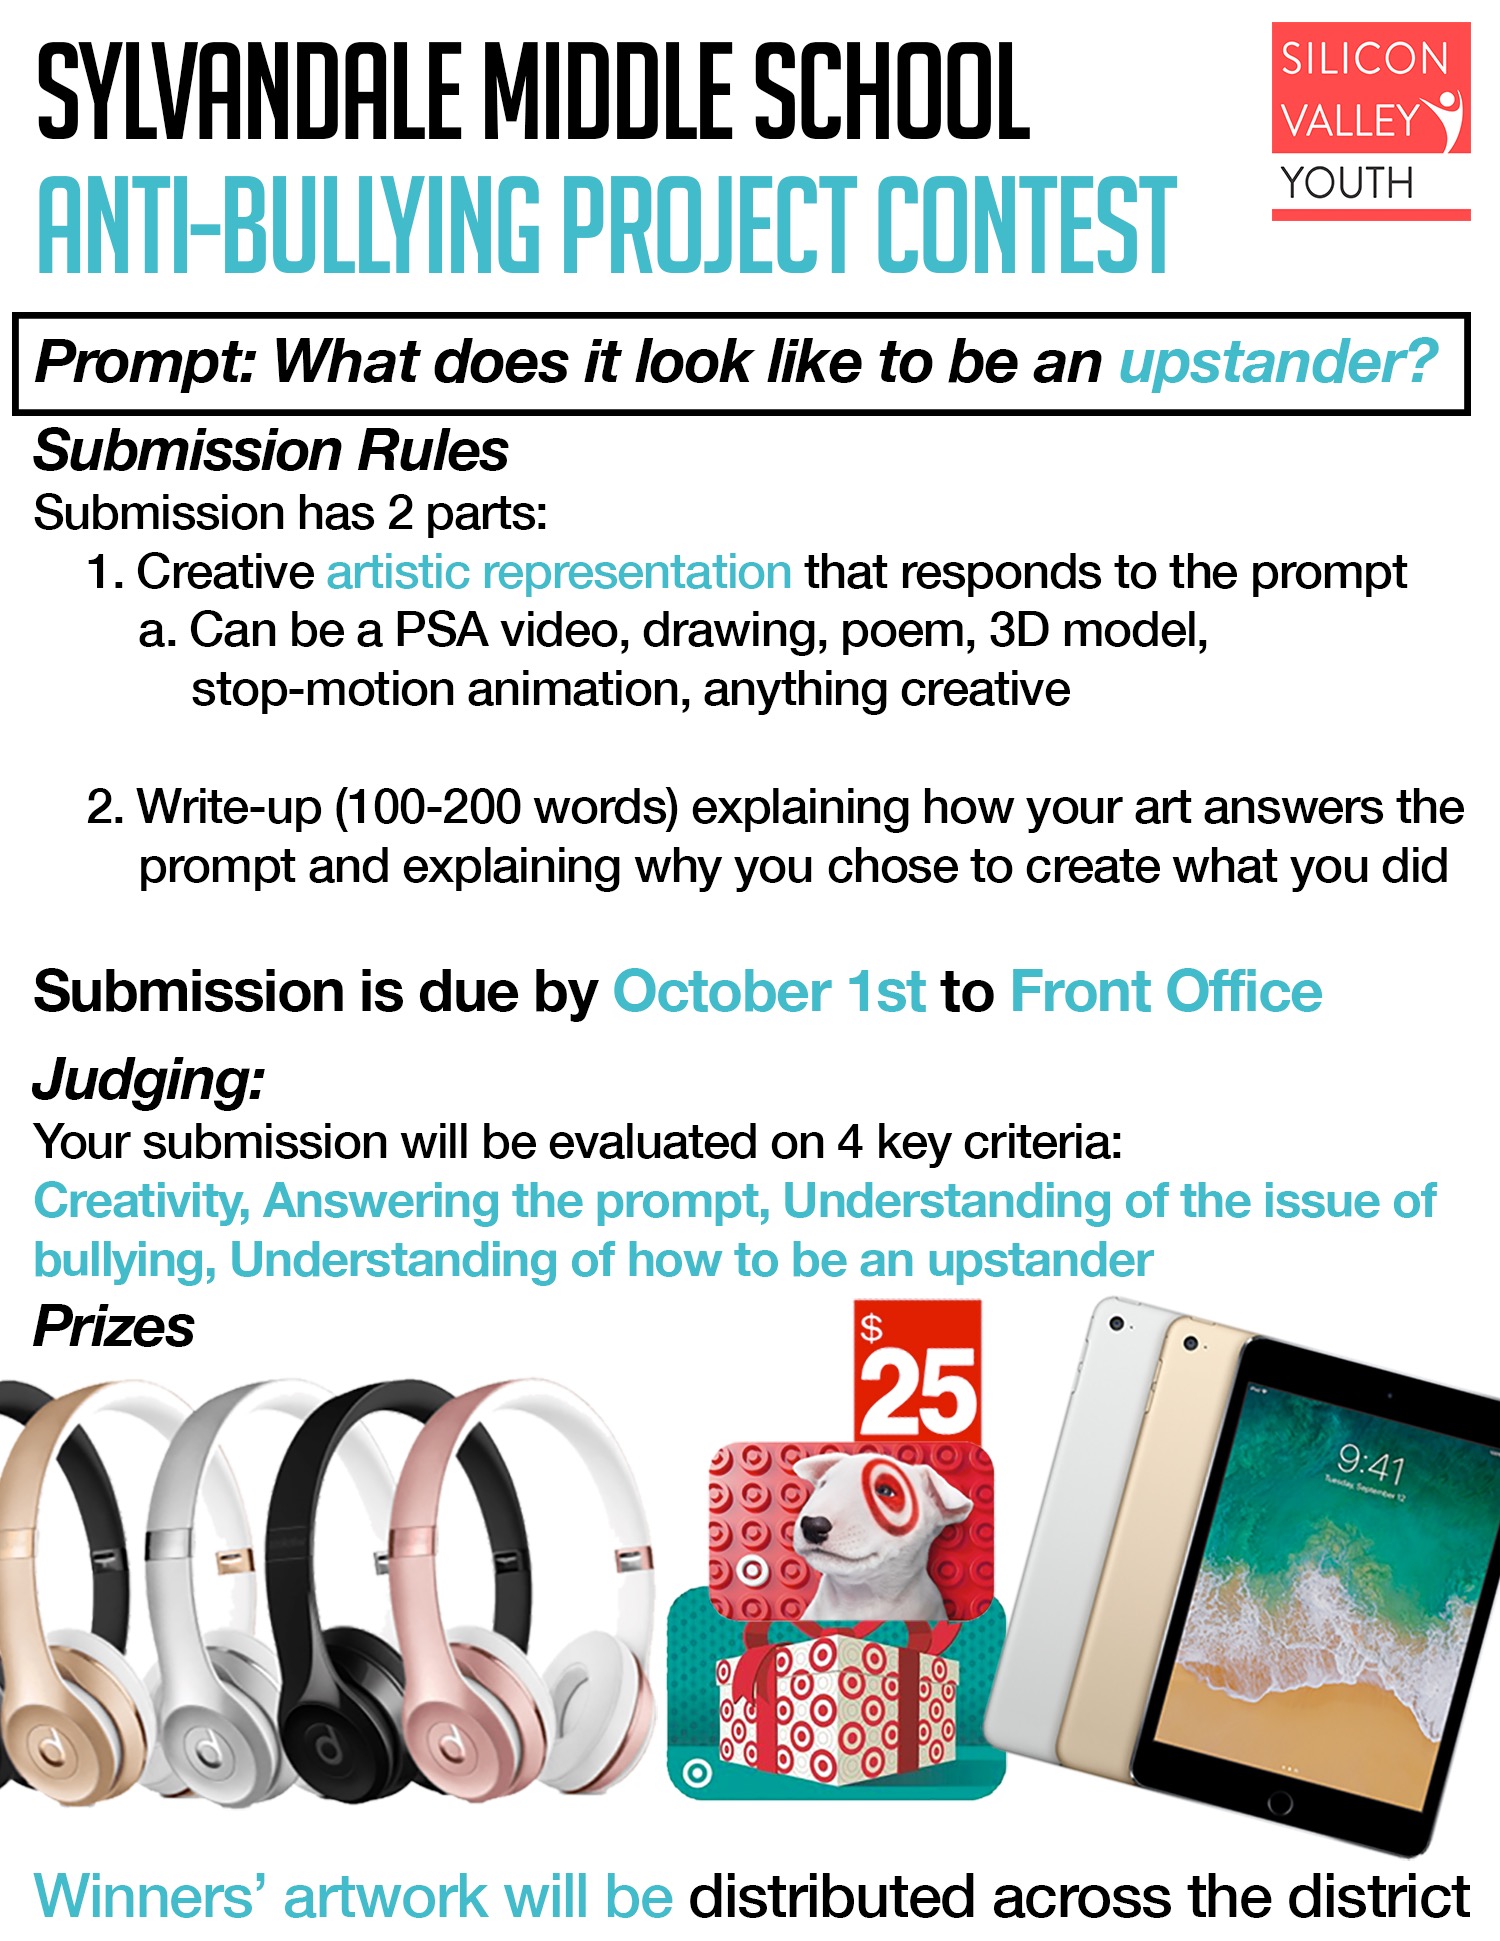 SYLVANDALE MIDDLE SCHOOL
ANTI-BULLYING PROJECT CONTEST
SILICON
VALLEY
YOUTH
Prompt: What does it look like to be an upstander?
Submission Rules
Submission has 2 parts:
1. Creative artistic representation that responds to the prompt
a. Can be a PSA video, drawing, poem, 3D model,
stop-motion animation, anything creative
2. Write-up (100-200 words) explaining how your art answers the
prompt and explaining why you chose to create what you did
Submission is due by October 1st to Front Office
Judging:
Your submission will be evaluated on 4 key criteria:
Creativity, Answering the prompt, Understanding of the issue of
bullying, Understanding of how to be an upstander
Prizes
$
25
9:41
Tuesday, September 12
Winners' artwork will be distributed across the district